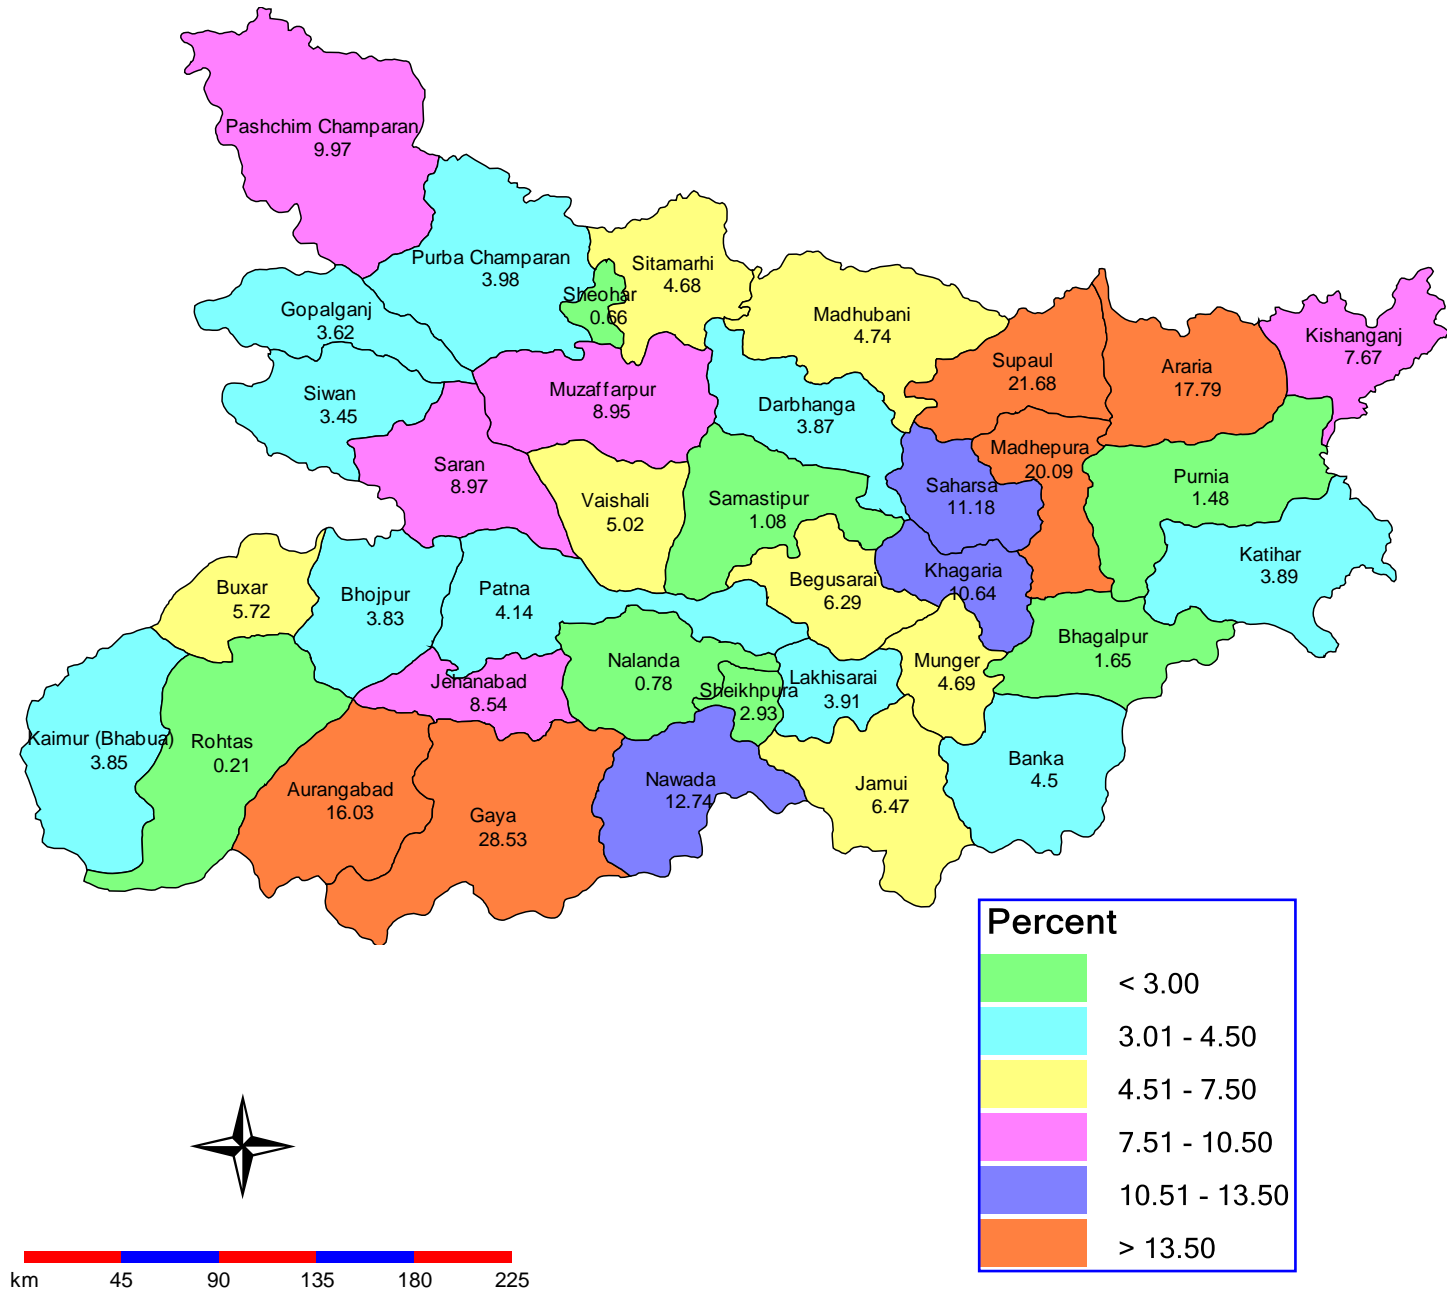 Pashchim Champaran
9.97
Purba Champaran
3.98
Sitamarhi
4.68
Sheohar
0.66
Gopalganj
3.62
Madhubani
4.74
Kishanganj
7.67
Supaul
21.68
Araria
17.79
Siwan
3.45
Muzaffarpur
8.95
Darbhanga
3.87
Madhepura
20.09
Saran
8.97
Vaishali
5.02
Samastipur
1.08
Saharsa
11.18
Purnia
1.48
Katihar
3.89
Buxar
5.72
Bhojpur
3.83
Patna
4.14
Begusarai
6.29
Khagaria
10.64
Bhagalpur
1.65
Nalanda
0.78
Munger
4.69
Jehanabad
8.54
Sheikhpura
2.93
Lakhisarai
3.91
Kaimur (Bhabua)
3.85
Rohtas
0.21
Aurangabad
16.03
Gaya
28.53
Nawada
12.74
Jamui
6.47
Banka
4.5
Percent
< 3.00
3.01 - 4.50
4.51 - 7.50
7.51 - 10.50
10.51 - 13.50
> 13.50
km 45 90 135 180 225